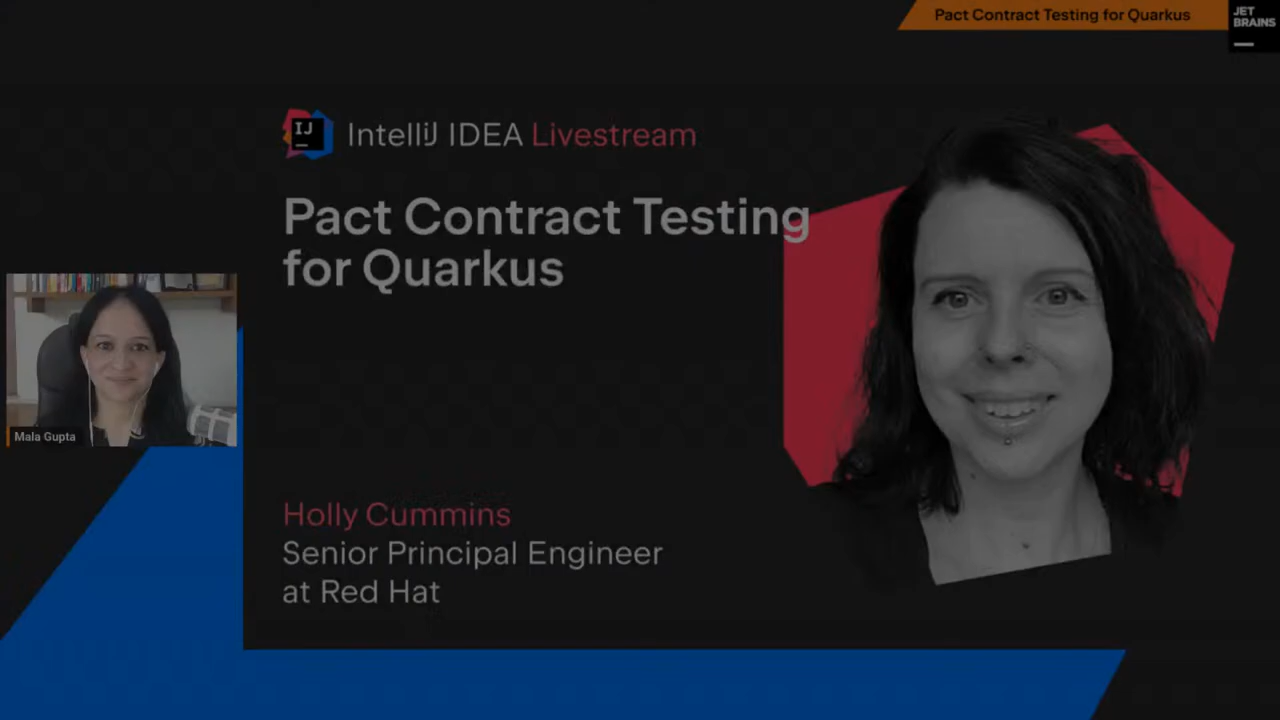 Pact Contract Testing for Quarkus
JET
BRAINS
IJ
IntelliJ IDEA Livestream
Pact Contract Testing
for Quarkus
Mala Gupta
Holly Cummins
Senior Principal Engineer
at Red Hat